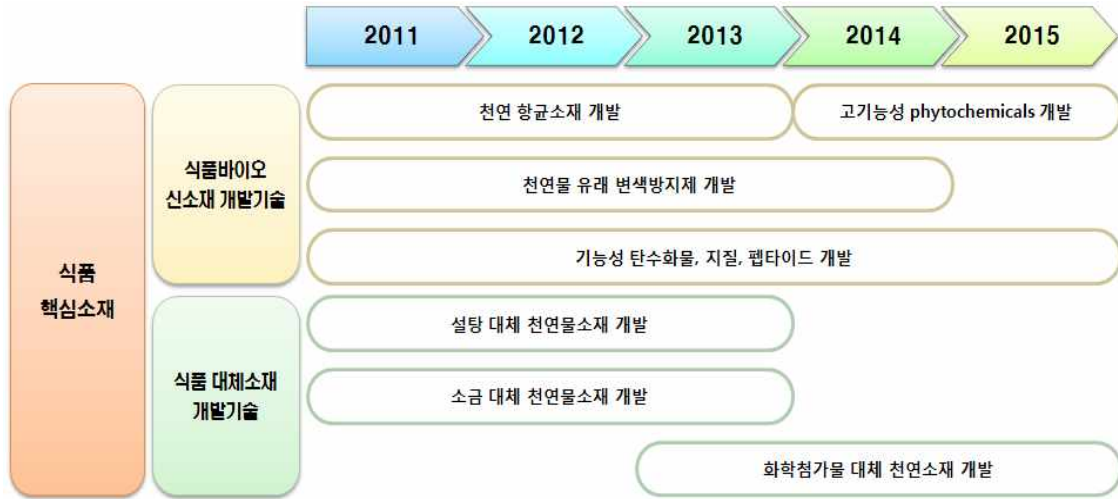 2011 2012 2013 2014 2015
식품
핵심소재
식품바이오
신소재 개발기술
천연 항균소재 개발
고기능성 phytochemicals 개발
천연물 유래 변색방지제 개발
기능성 탄수화물, 지질, 펩타이드 개발
식품 대체소재
개발기술
설탕 대체 천연물소재 개발
소금 대체 천연물소재 개발
화학첨가물 대체 천연소재 개발